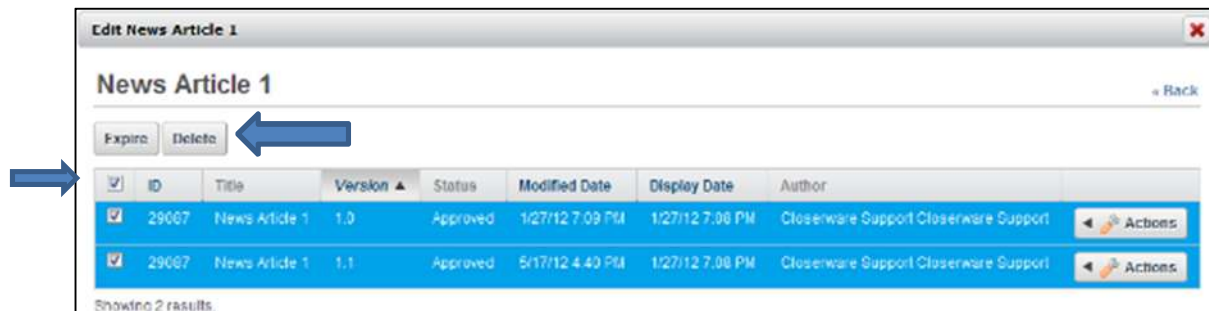 Edit News Article 1
News Article 1
« Back
Expire Delete
ID Title Version ▲ Status Modified Date Display Date Author
29087 News Article 1 1.0 Approved 1/27/12 7:09 PM 1/27/12 7:08 PM Closerware Support Closerware Support Actions
29087 News Article 1 1.1 Approved 5/17/12 4:40 PM 1/27/12 7:08 PM Closerware Support Closerware Support Actions
Showing 2 results.